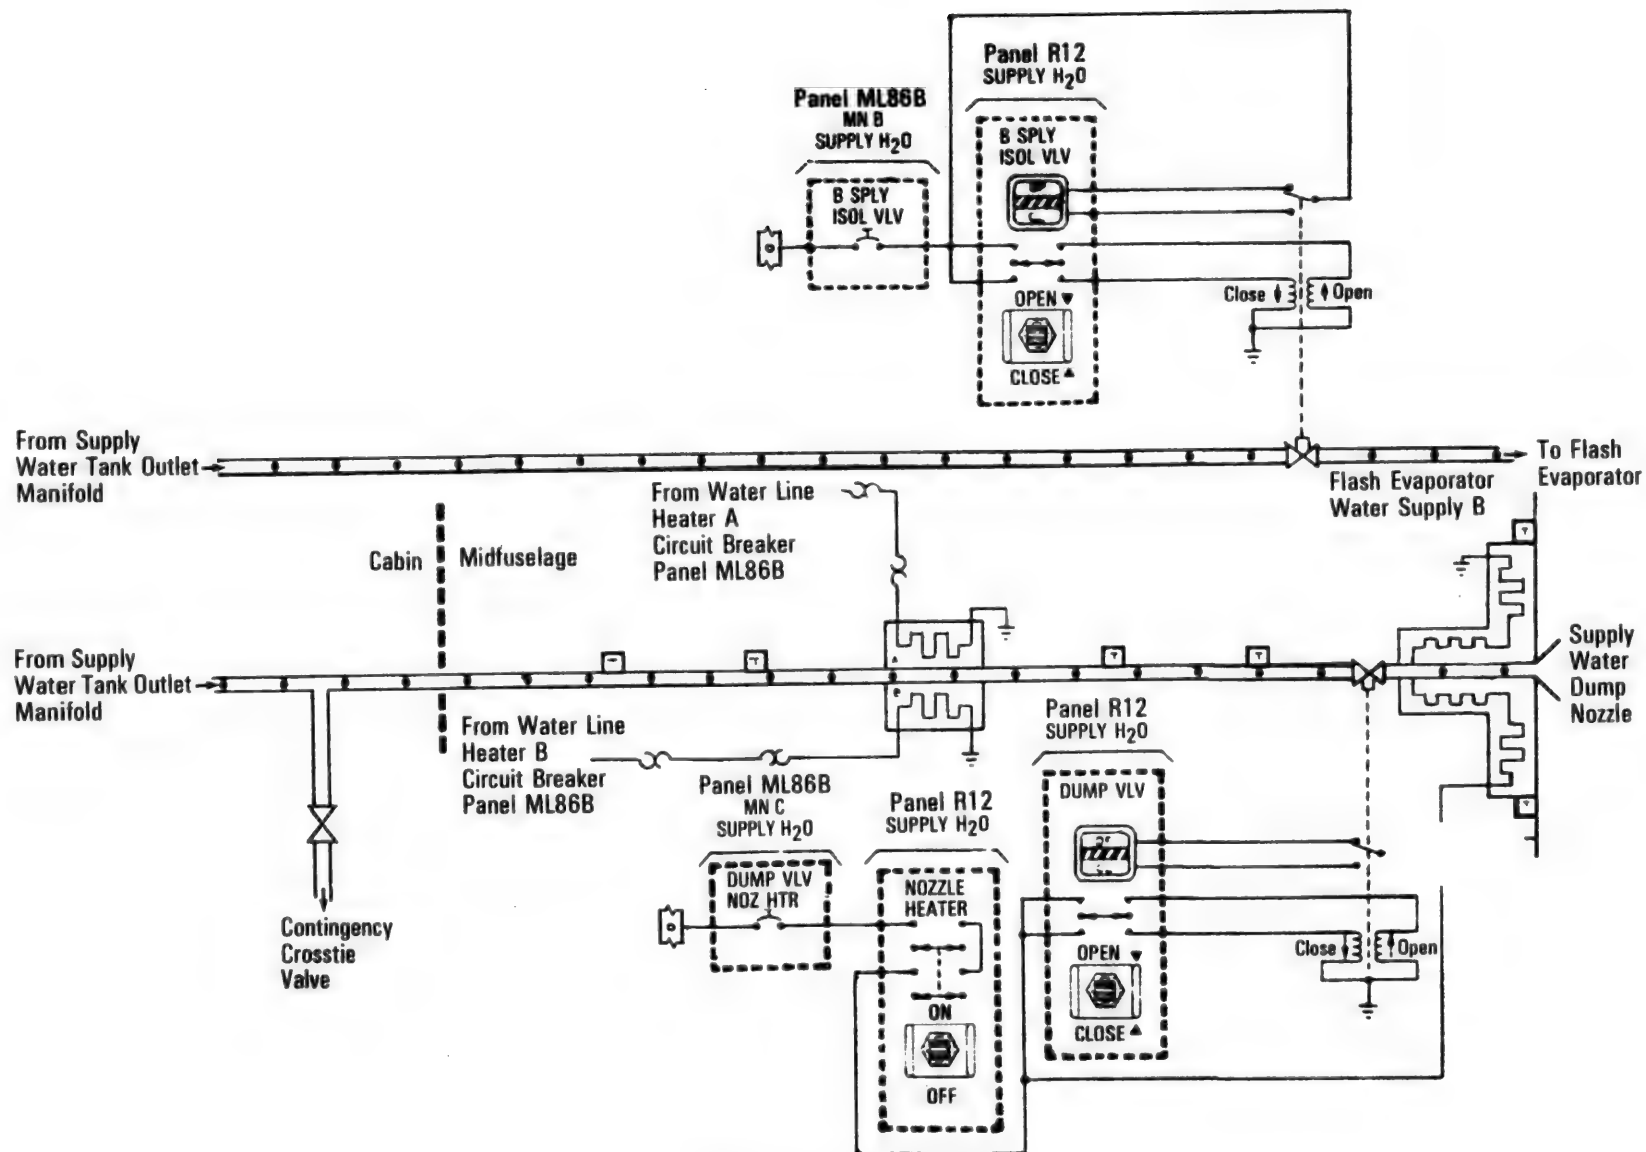 Panel R12
SUPPLY H2O
Panel ML86B
MN B
SUPPLY H2O
B SPLY
ISOL VLV
B SPLY
ISOL VLV
OPEN ▼
CLOSE ▲
Close
Open
From Supply
Water Tank Outlet
Manifold
To Flash
Evaporator
Flash Evaporator
Water Supply B
From Water Line
Heater A
Circuit Breaker
Panel ML86B
Cabin
Midfuselage
From Supply
Water Tank Outlet
Manifold
A
B
T
T
T
T
T
Supply
Water
Dump
Nozzle
From Water Line
Heater B
Circuit Breaker
Panel ML86B
Panel R12
SUPPLY H2O
DUMP VLV
Panel ML86B
MN C
SUPPLY H2O
DUMP VLV
NOZ HTR
Panel R12
SUPPLY H2O
NOZZLE
HEATER
ON
OFF
OPEN ▼
CLOSE ▲
Close
Open
Contingency
Crosstie
Valve